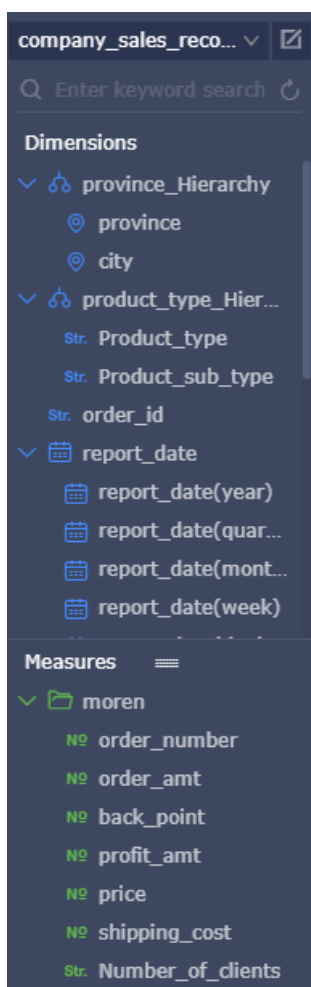 company_sales_reco...
Enter keyword search
Dimensions
province_Hierarchy
province
city
product_type_Hier...
Str. Product_type
Str. Product_sub_type
Str. order_id
report_date
report_date(year)
report_date(quar...
report_date(mont...
report_date(week)
Measures
moren
Nº order_number
Nº order_amt
Nº back_point
Nº profit_amt
Nº price
Nº shipping_cost
Str. Number_of_clients